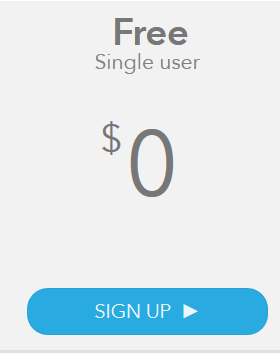 Free
Single user
$0
SIGN UP ▶